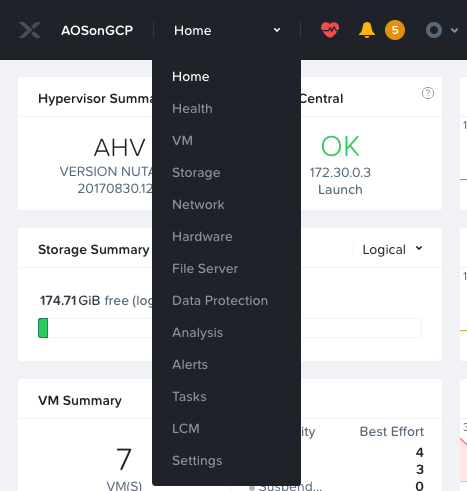 AOSonGCP
Home
5
Home
Health
VM
Storage
Network
Hardware
File Server
Data Protection
Analysis
Alerts
Tasks
LCM
Settings
Hypervisor Summa
Central
?
AHV
VERSION NUTA
20170830.12
OK
172.30.0.3
Launch
Storage Summary
Logical
174.71 GiB free (log
VM Summary
7
VM(S)
ity
Best Effort
4
3
0
Suspend...